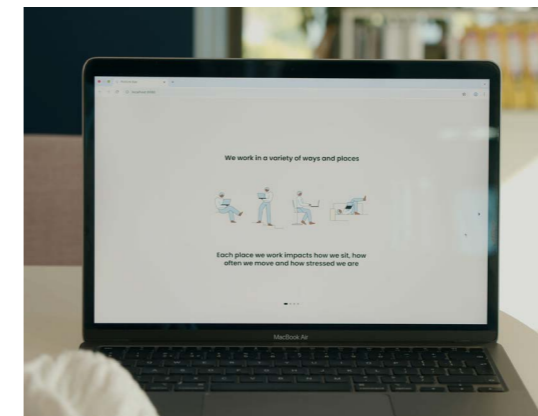 We work in a variety of ways and places
Each place we work impacts how we sit, how
often we move and how stressed we are
MacBook Air